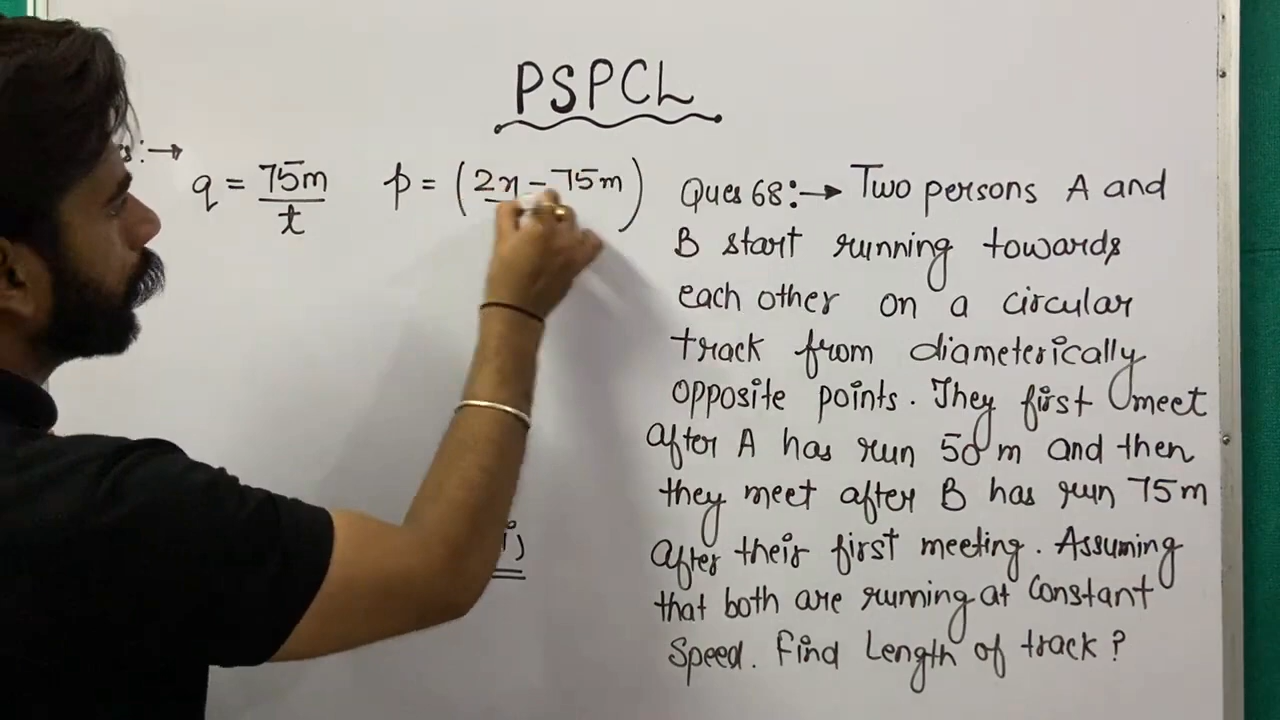 PSPCL
s:→
q = 75m / t
p = (2x - 75m)
Ques 68:→ Two persons A and
B start running towards
each other on a circular
track from diameterically
opposite points. They first meet
after A has run 50 m and then
they meet after B has run 75m
after their first meeting. Assuming
that both are running at Constant
Speed. Find Length of track?
i)